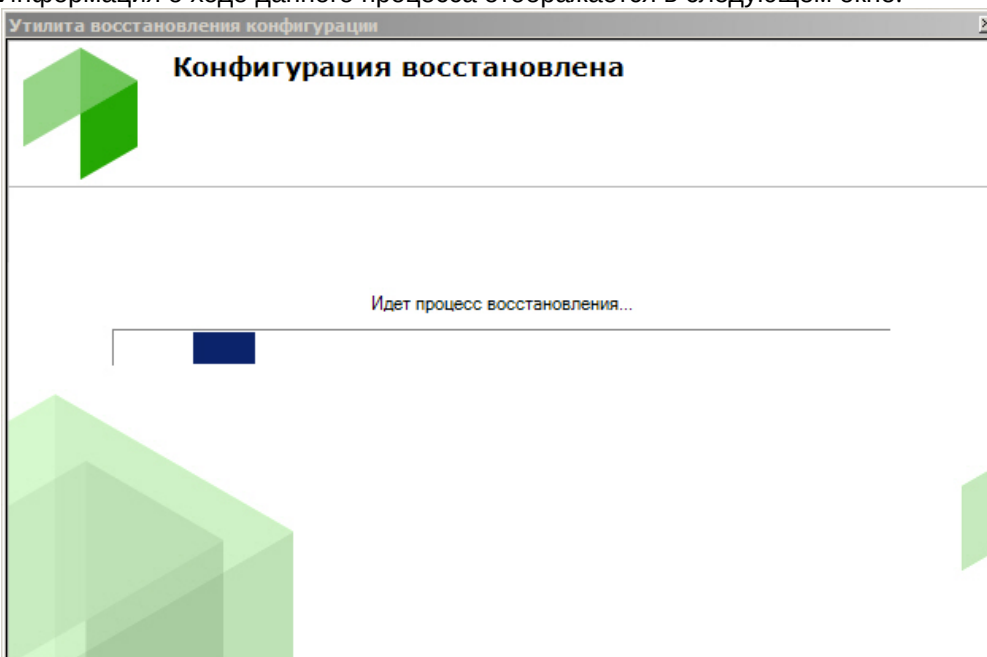 Информация о ходе данного процесса отображается в следующем окне:
Утилита восстановления конфигурации
Конфигурация восстановлена
Идет процесс восстановления...